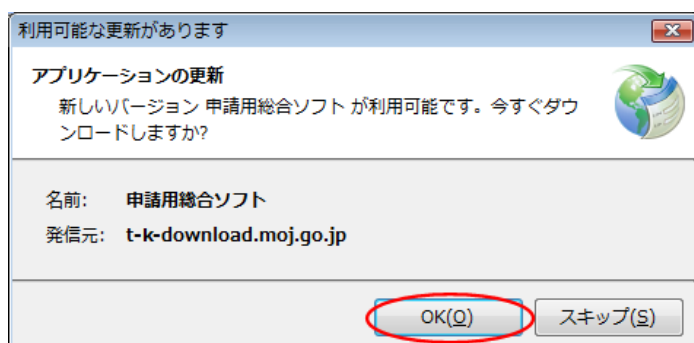 利用可能な更新があります
アプリケーションの更新
新しいバージョン 申請用総合ソフト が利用可能です。今すぐダウ
ンロードしますか?
名前: 申請用総合ソフト
発信元: t-k-download.moj.go.jp
OK(O) スキップ(S)